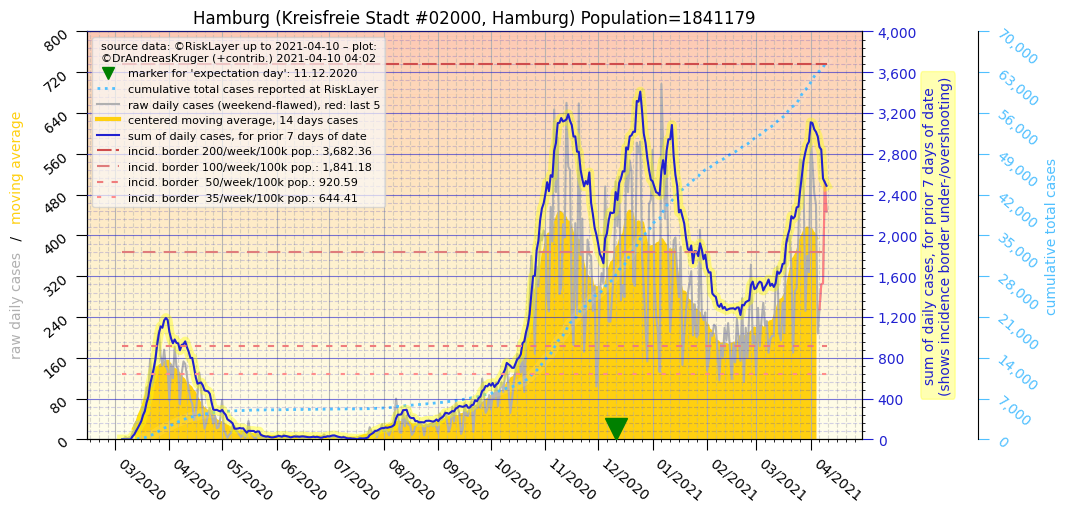 Hamburg (Kreisfreie Stadt #02000, Hamburg) Population=1841179
source data: ©RiskLayer up to 2021-04-10 – plot:
©DrAndreasKruger (+contrib.) 2021-04-10 04:02
marker for 'expectation day': 11.12.2020
cumulative total cases reported at RiskLayer
raw daily cases (weekend-flawed), red: last 5
centered moving average, 14 days cases
sum of daily cases, for prior 7 days of date
incid. border 200/week/100k pop.: 3,682.36
incid. border 100/week/100k pop.: 1,841.18
incid. border  50/week/100k pop.: 920.59
incid. border  35/week/100k pop.: 644.41
raw daily cases / moving average
800
720
640
560
480
400
320
240
160
80
0
03/2020
04/2020
05/2020
06/2020
07/2020
08/2020
09/2020
10/2020
11/2020
12/2020
01/2021
02/2021
03/2021
04/2021
4,000
3,600
3,200
2,800
2,400
2,000
1,600
1,200
800
400
0
sum of daily cases, for prior 7 days of date
(shows incidence border under-/overshooting)
70,000
63,000
56,000
49,000
42,000
35,000
28,000
21,000
14,000
7,000
0
cumulative total cases